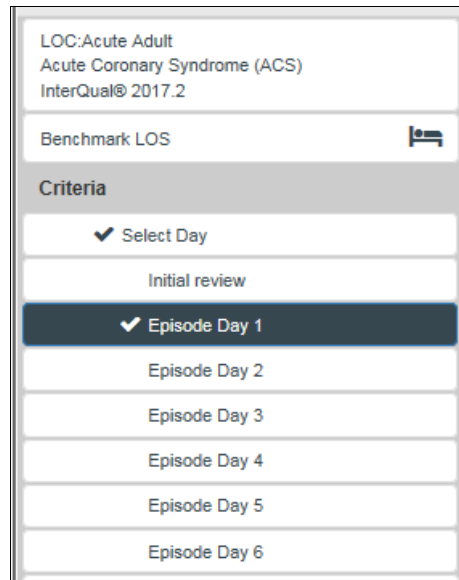 LOC:Acute Adult
Acute Coronary Syndrome (ACS)
InterQual® 2017.2
Benchmark LOS
Criteria
Select Day
Initial review
Episode Day 1
Episode Day 2
Episode Day 3
Episode Day 4
Episode Day 5
Episode Day 6